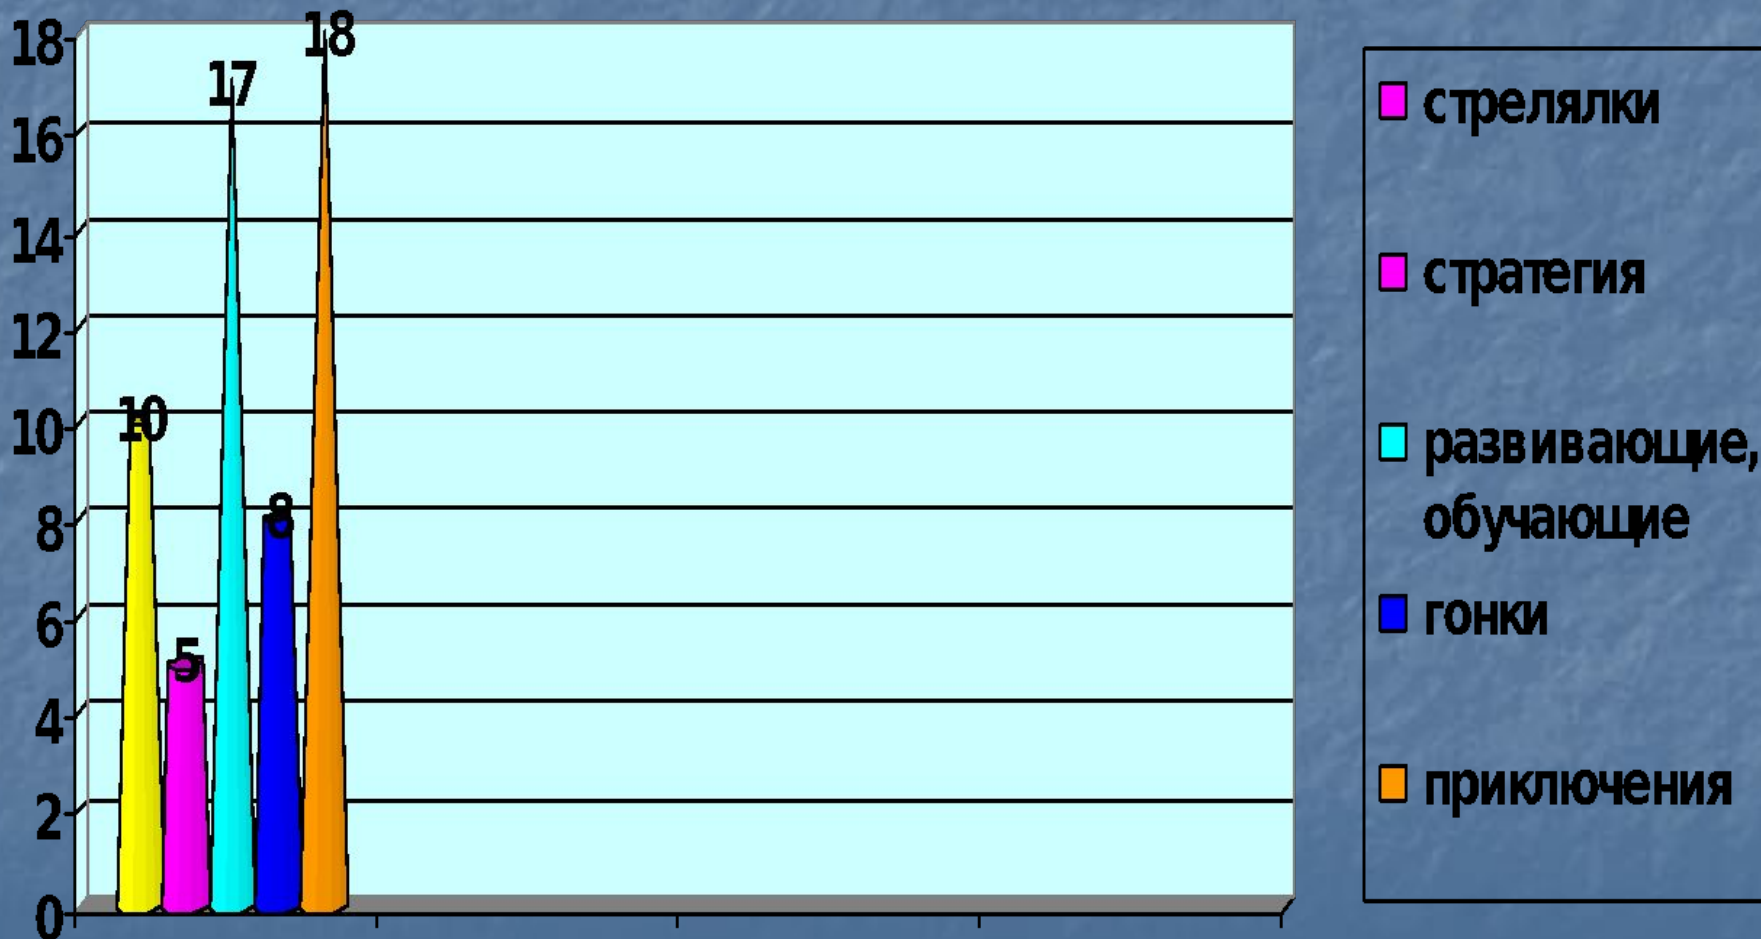 18
16
14
12
10
8
6
4
2
0
10
5
17
8
18
стрелялки
стратегия
развивающие,
обучающие
гонки
приключения